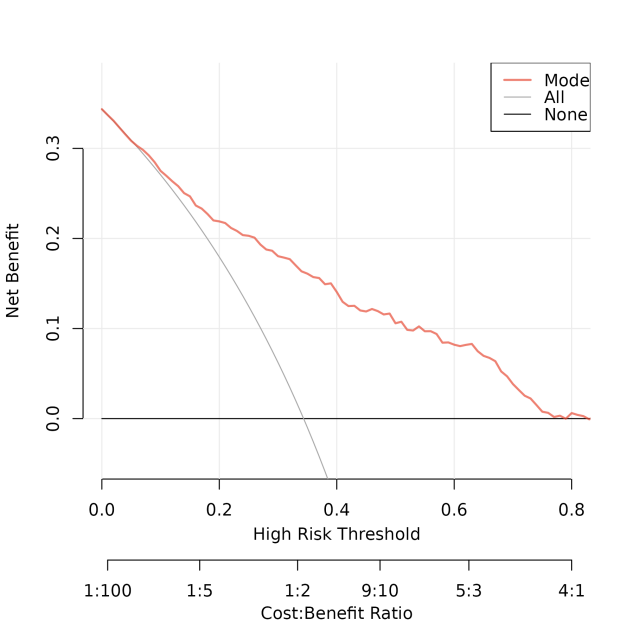 Mode
All
None
Net Benefit
0.3
0.2
0.1
0.0
0.0 0.2 0.4 0.6 0.8
High Risk Threshold
1:100 1:5 1:2 9:10 5:3 4:1
Cost:Benefit Ratio